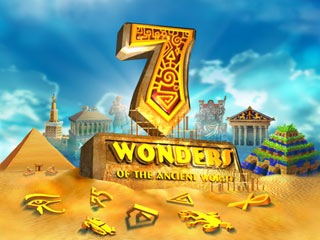 7
WONDERS
OF THE ANCIENT WORLD